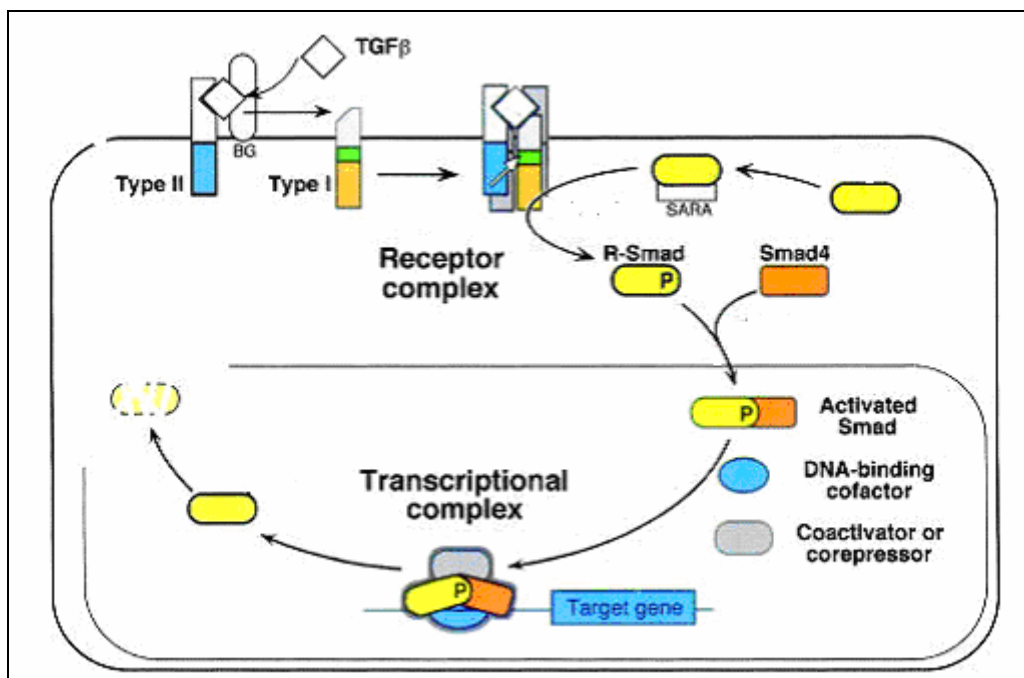 TGFβ
BG
Type II
Type I
SARA
Receptor
complex
R-Smad
Smad4
P
P
Activated
Smad
DNA-binding
cofactor
Transcriptional
complex
Coactivator or
corepressor
P
Target gene